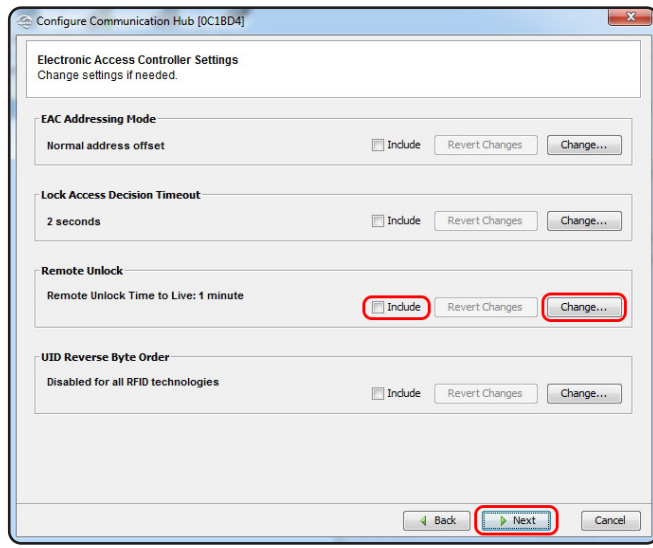 Configure Communication Hub [0C1BD4]
Electronic Access Controller Settings
Change settings if needed.
EAC Addressing Mode
Normal address offset
Include
Revert Changes
Change...
Lock Access Decision Timeout
2 seconds
Include
Revert Changes
Change...
Remote Unlock
Remote Unlock Time to Live: 1 minute
Include
Revert Changes
Change...
UID Reverse Byte Order
Disabled for all RFID technologies
Include
Revert Changes
Change...
Back
Next
Cancel